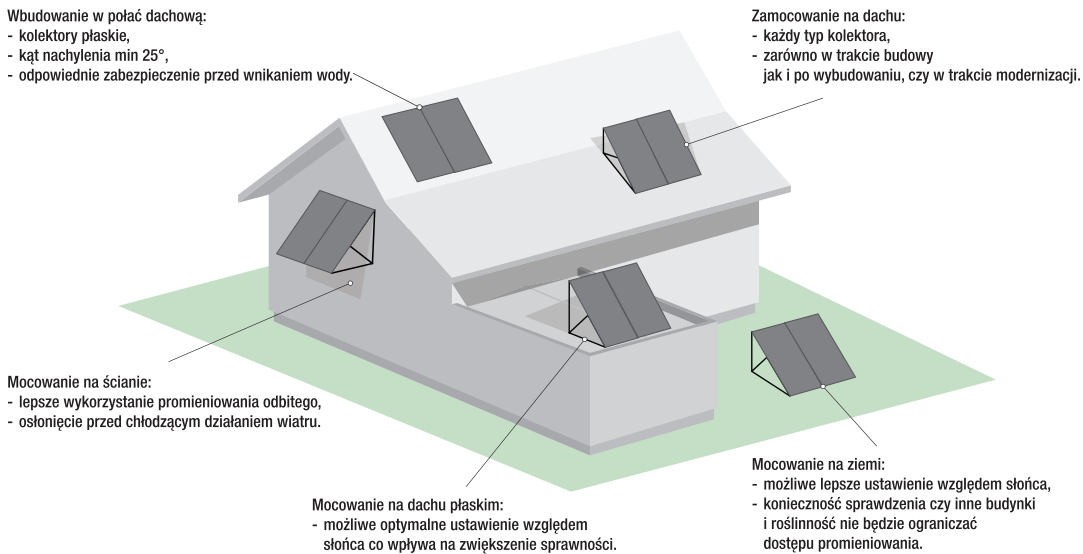 Wbudowanie w połać dachową:
- kolektory płaskie,
- kąt nachylenia min 25°,
- odpowiednie zabezpieczenie przed wnikaniem wody.
Zamocowanie na dachu:
- każdy typ kolektora,
- zarówno w trakcie budowy
jak i po wybudowaniu, czy w trakcie modernizacji.
Mocowanie na ścianie:
- lepsze wykorzystanie promieniowania odbitego,
- osłonięcie przed chłodzącym działaniem wiatru.
Mocowanie na dachu płaskim:
- możliwe optymalne ustawienie względem
słońca co wpływa na zwiększenie sprawności.
Mocowanie na ziemi:
- możliwe lepsze ustawienie względem słońca,
- konieczność sprawdzenia czy inne budynki
i roślinność nie będzie ograniczać
dostępu promieniowania.